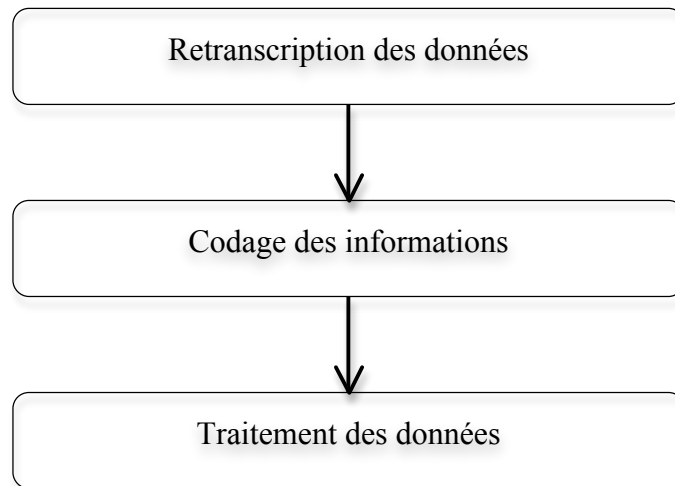 Retranscription des données
Codage des informations
Traitement des données